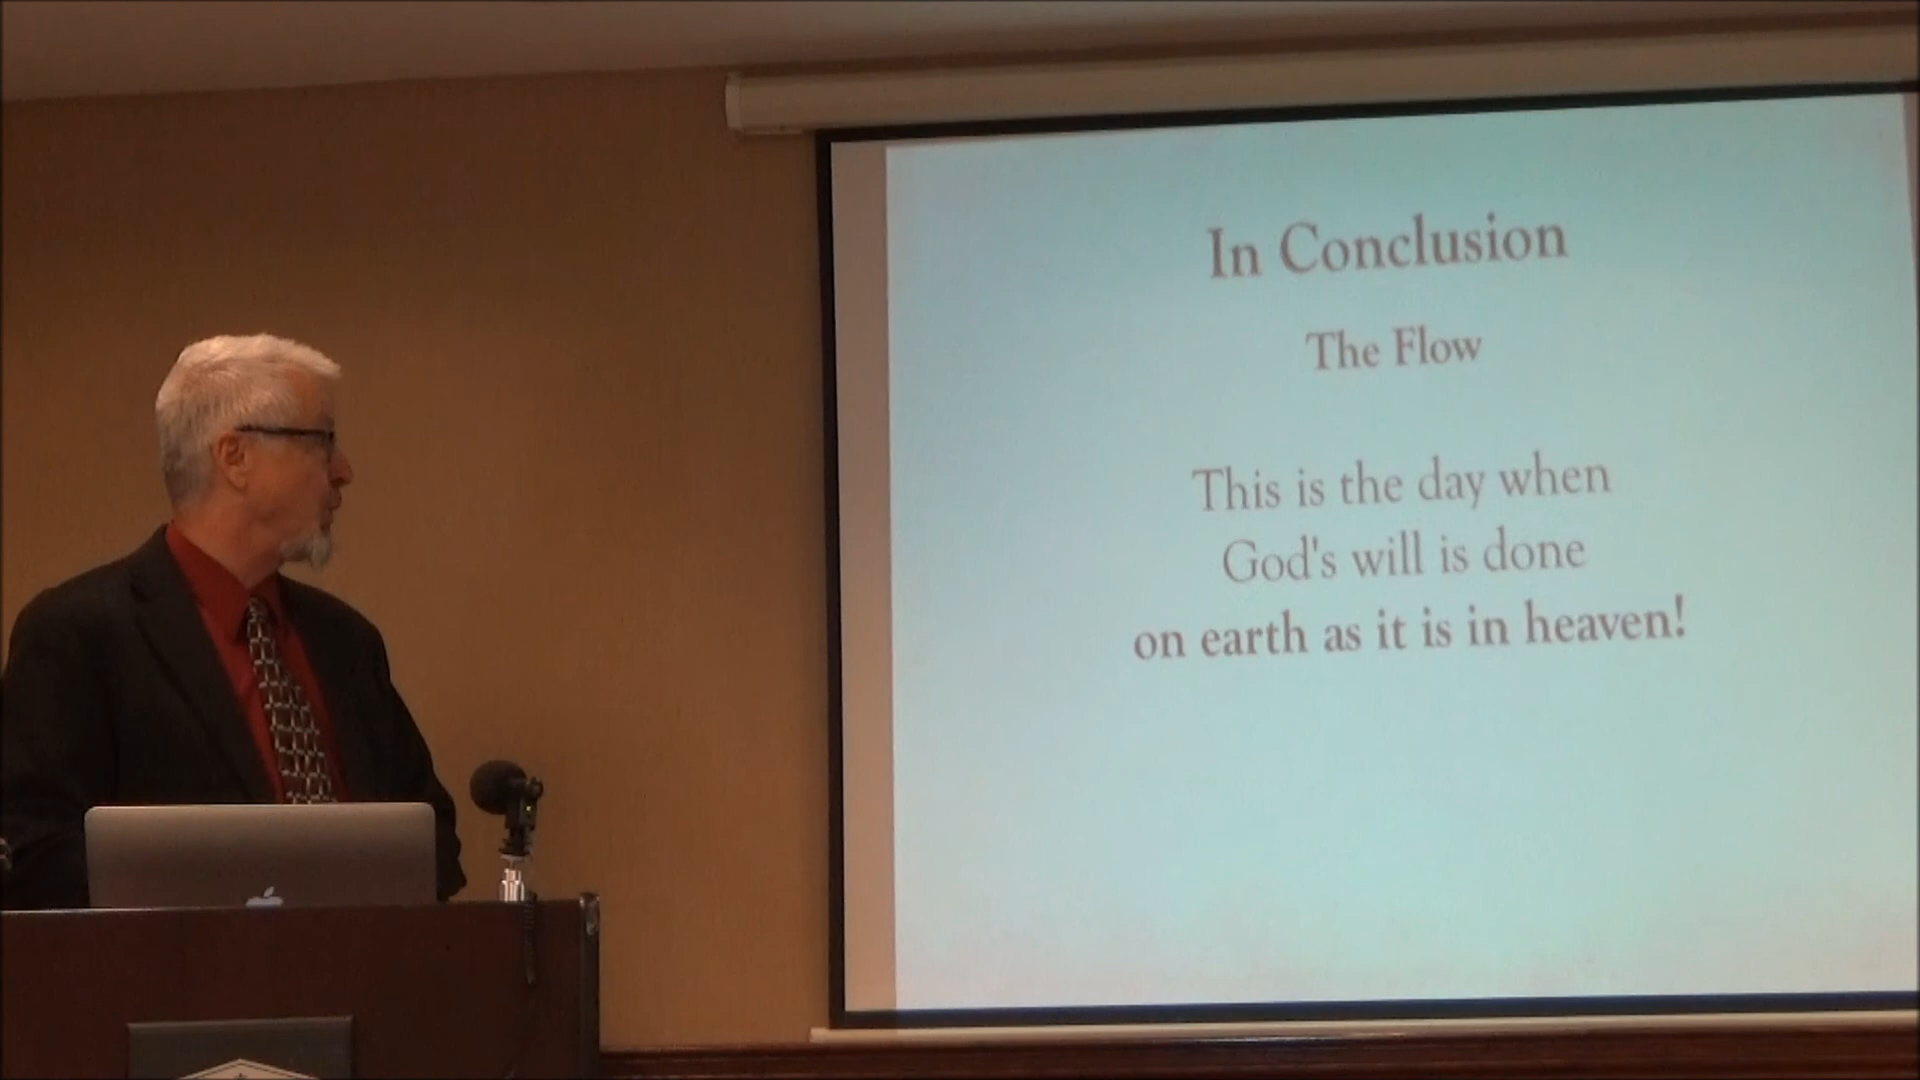 In Conclusion
The Flow
This is the day when
God's will is done
on earth as it is in heaven!